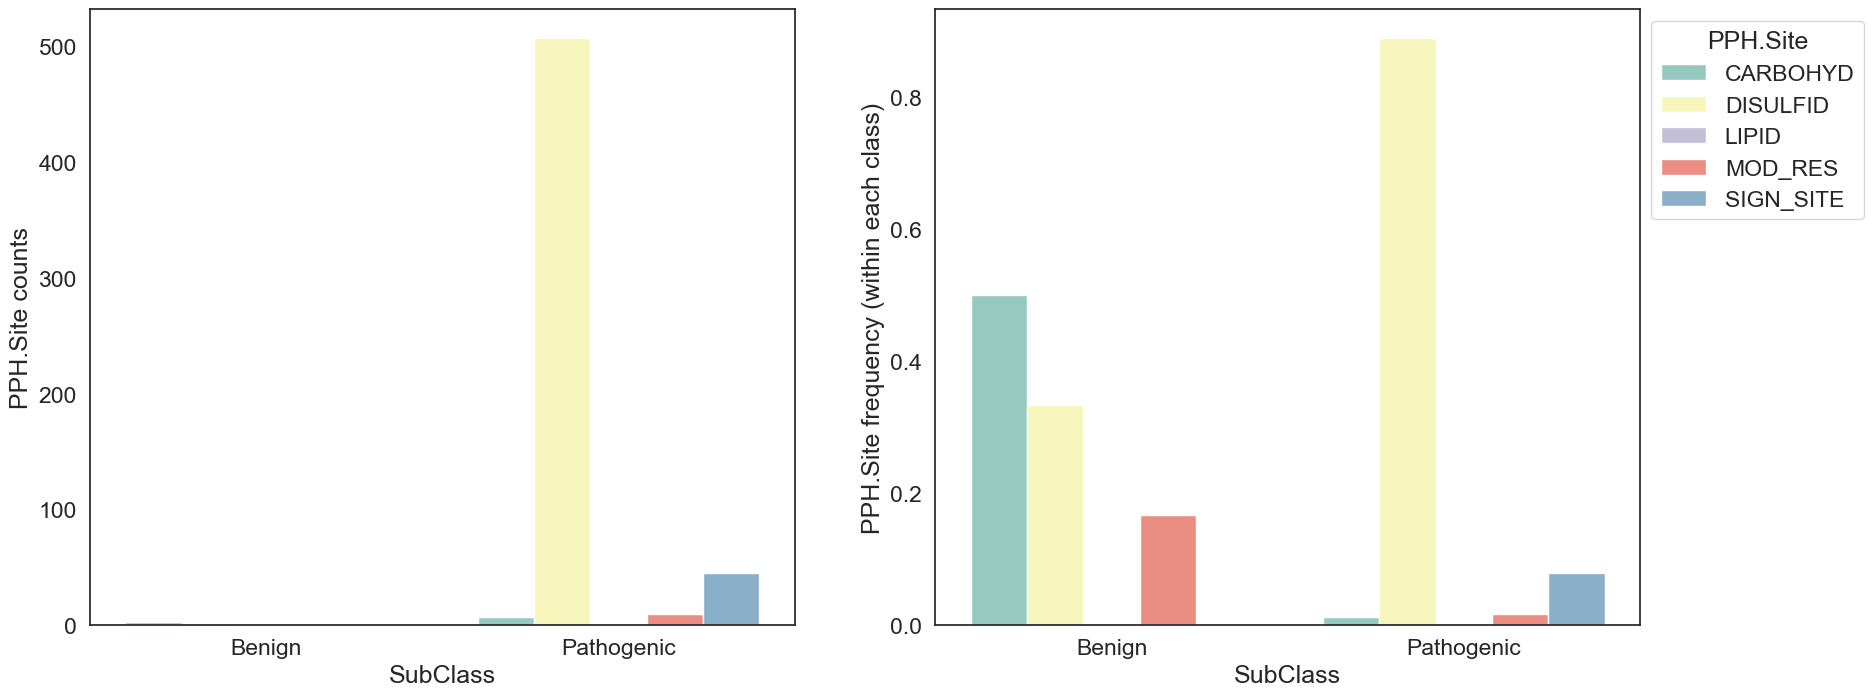 PPH.Site counts
500
400
300
200
100
0
Benign
Pathogenic
SubClass
PPH.Site frequency (within each class)
0.8
0.6
0.4
0.2
0.0
Benign
Pathogenic
SubClass
PPH.Site
CARBOHYD
DISULFID
LIPID
MOD_RES
SIGN_SITE